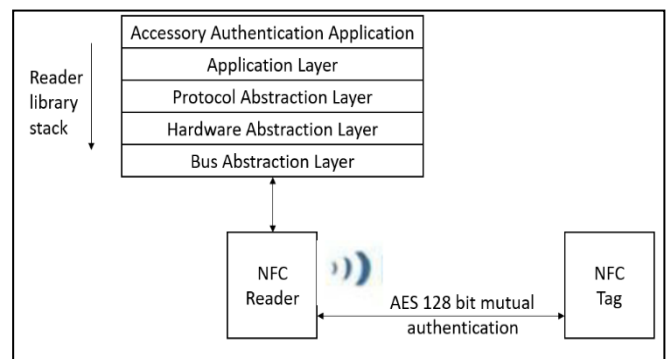 Accessory Authentication Application
Application Layer
Protocol Abstraction Layer
Hardware Abstraction Layer
Bus Abstraction Layer
Reader
library
stack
NFC
Reader
AES 128 bit mutual
authentication
NFC
Tag